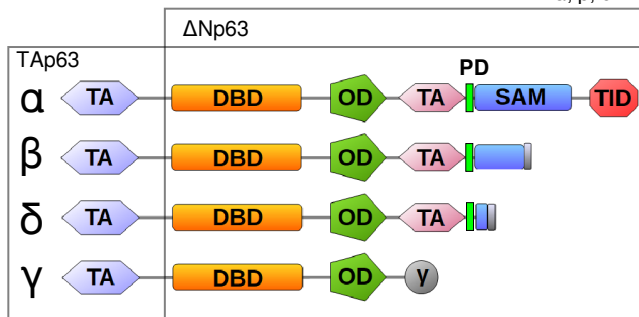 ΔNp63
TAp63
PD
α TA DBD OD TA SAM TID
β TA DBD OD TA
δ TA DBD OD TA
γ TA DBD OD γ